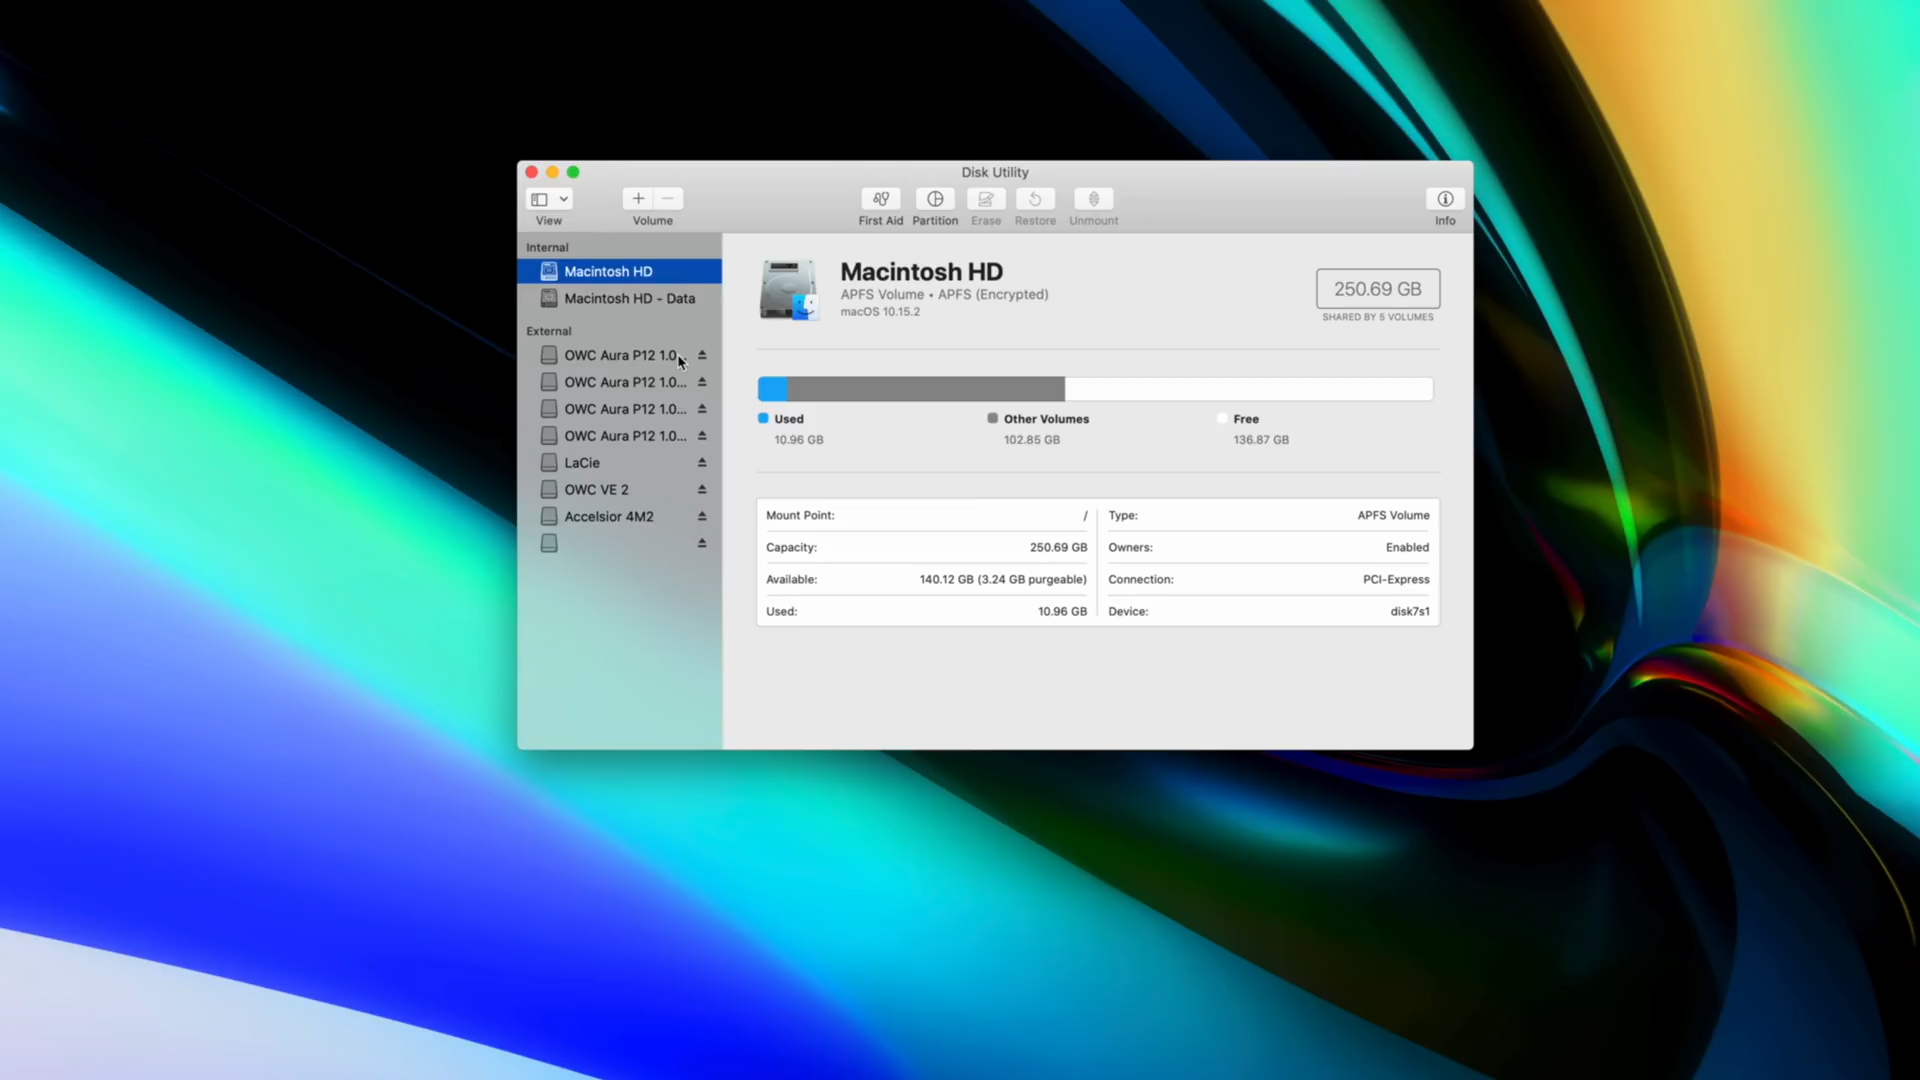 Disk Utility
View
Volume
First Aid
Partition
Erase
Restore
Unmount
Info
Internal
Macintosh HD
Macintosh HD - Data
External
OWC Aura P12 1.0...
OWC Aura P12 1.0...
OWC Aura P12 1.0...
OWC Aura P12 1.0...
LaCie
OWC VE 2
Accelsior 4M2
Macintosh HD
APFS Volume • APFS (Encrypted)
macOS 10.15.2
250.69 GB
SHARED BY 5 VOLUMES
Used
10.96 GB
Other Volumes
102.85 GB
Free
136.87 GB
Mount Point: /
Capacity: 250.69 GB
Available: 140.12 GB (3.24 GB purgeable)
Used: 10.96 GB
Type: APFS Volume
Owners: Enabled
Connection: PCI-Express
Device: disk7s1